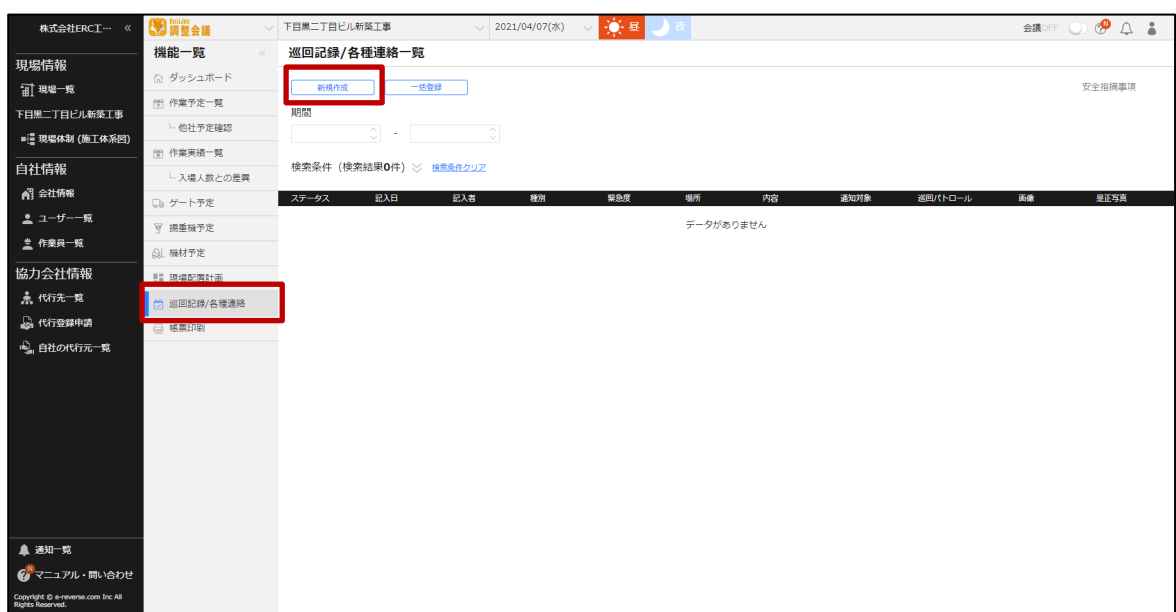 株式会社ERC工… «
現場情報
現場一覧
下目黒二丁目ビル新築工事
現場体制 (施工体系図)
自社情報
会社情報
ユーザー一覧
作業員一覧
協力会社情報
代行先一覧
代行登録申請
自社の代行元一覧
通知一覧
N
マニュアル・問い合わせ
Copyright © e-reverse.com Inc All
Rights Reserved.
調整会議
機能一覧 «
ダッシュボード
作業予定一覧
他社予定確認
作業実績一覧
入場人数との差異
ゲート予定
揚重機予定
機材予定
現場配置計画
巡回記録/各種連絡
帳票印刷
下目黒二丁目ビル新築工事 2021/04/07(水) 昼 夜 会議OFF N
巡回記録/各種連絡一覧
新規作成 一括登録 安全指摘事項
期間
-
検索条件 (検索結果0件) 検索条件クリア
ステータス 記入日 記入者 種別 緊急度 場所 内容 通知対象 巡回パトロール 画像 是正写真
データがありません